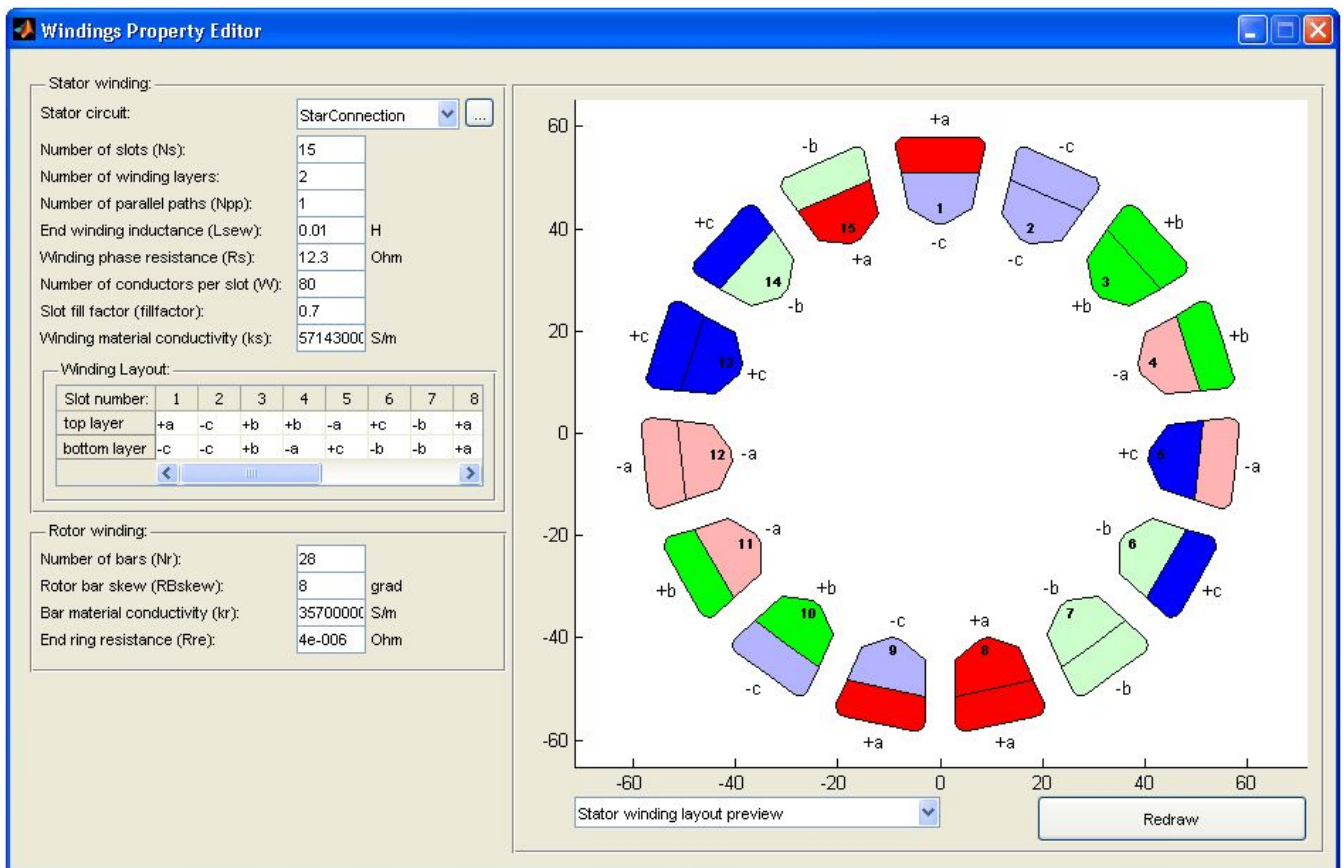 Windings Property Editor
Stator winding:
Stator circuit: StarConnection ...
Number of slots (Ns): 15
Number of winding layers: 2
Number of parallel paths (Npp): 1
End winding inductance (Lsew): 0.01 H
Winding phase resistance (Rs): 12.3 Ohm
Number of conductors per slot (W): 80
Slot fill factor (fillfactor): 0.7
Winding material conductivity (ks): 57143000 S/m
Winding Layout:
Slot number: 1 2 3 4 5 6 7 8
top layer +a -c +b +b -a +c -b +a
bottom layer -c -c +b -a +c -b -b +a
Rotor winding:
Number of bars (Nr): 28
Rotor bar skew (RBskew): 8 grad
Bar material conductivity (kr): 35700000 S/m
End ring resistance (Rre): 4e-006 Ohm
60
40
20
0
-20
-40
-60
-60 -40 -20 0 20 40 60
+a
1
-c
-c
2
-c
+b
3
+b
+b
4
-a
-a
5
+c
+c
6
-b
-b
7
-b
+a
8
+a
-c
9
+a
+b
10
-c
-a
11
+b
-a
12
-a
+c
13
+c
+c
14
-b
-b
15
+a
Stator winding layout preview
Redraw